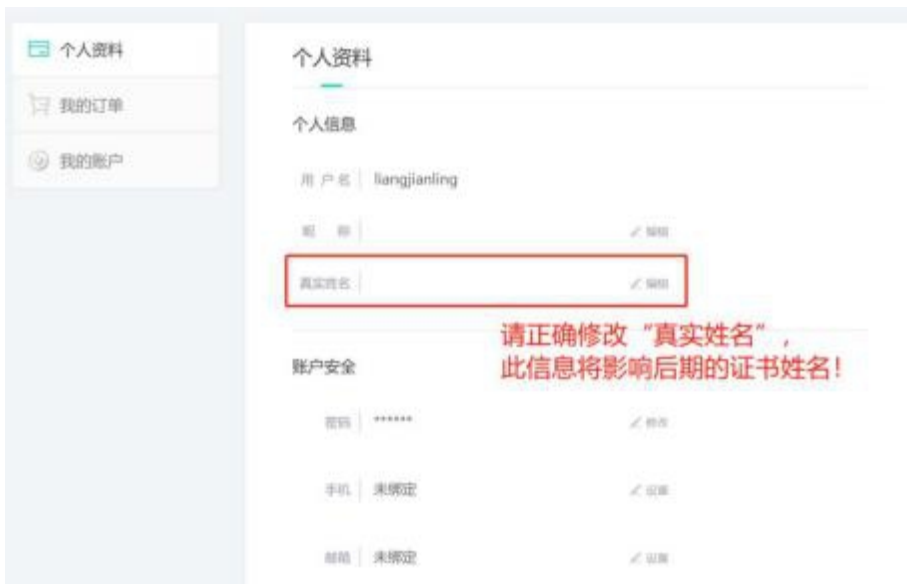 个人资料
我的订单
我的账户
个人资料
个人信息
用户名 liangjianling
昵 称 编辑
真实姓名 编辑
请正确修改“真实姓名”，
此信息将影响后期的证书姓名！
账户安全
密码 ****** 修改
手机 未绑定 设置
邮箱 未绑定 设置